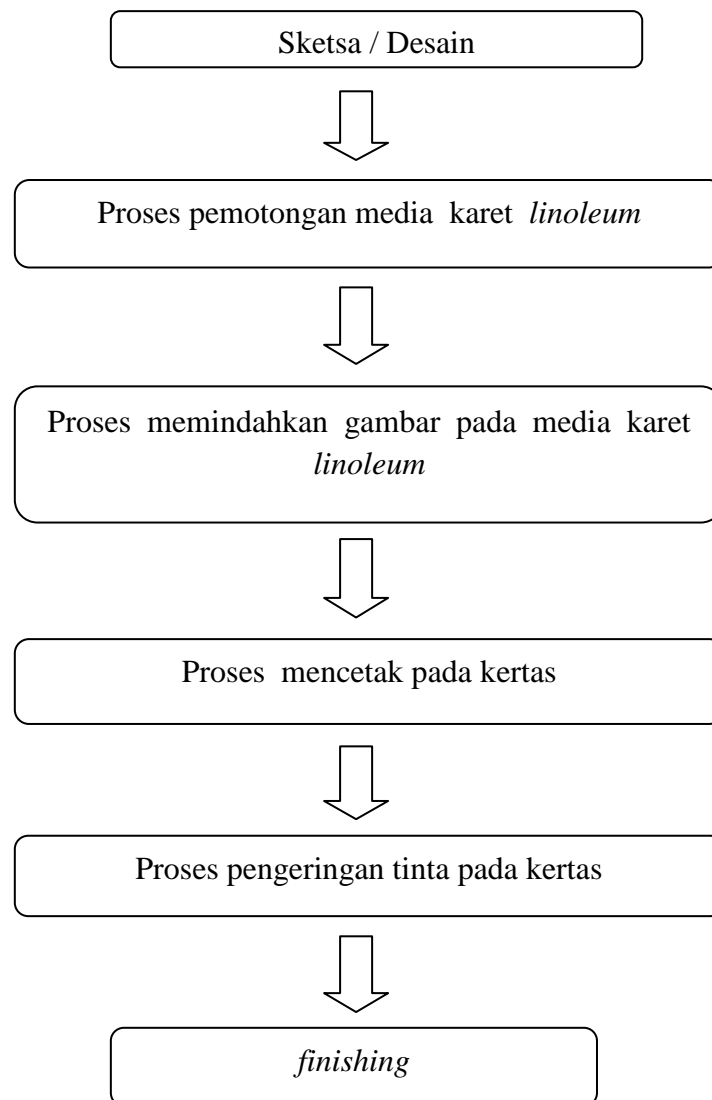 Sketsa / Desain
Proses pemotongan media karet linoleum
Proses memindahkan gambar pada media karet
linoleum
Proses mencetak pada kertas
Proses pengeringan tinta pada kertas
finishing